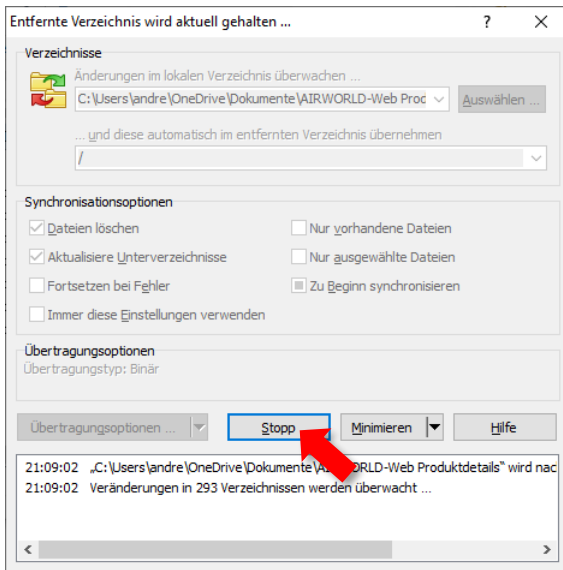 Entfernte Verzeichnis wird aktuell gehalten ...
?
Verzeichnisse
Änderungen im lokalen Verzeichnis überwachen ...
C:\Users\andre\OneDrive\Dokumente\AIRWORLD-Web Prod
Auswählen ...
... und diese automatisch im entfernten Verzeichnis übernehmen
/
Synchronisationsoptionen
Dateien löschen
Nur vorhandene Dateien
Aktualisiere Unterverzeichnisse
Nur ausgewählte Dateien
Fortsetzen bei Fehler
Zu Beginn synchronisieren
Immer diese Einstellungen verwenden
Übertragungsoptionen
Übertragungstyp: Binär
Übertragungsoptionen ...
Stopp
Minimieren
Hilfe
21:09:02 „C:\Users\andre\OneDrive\Dokumente\AI RLD-Web Produktdetails“ wird nac
21:09:02 Veränderungen in 293 Verzeichnissen werden überwacht ...